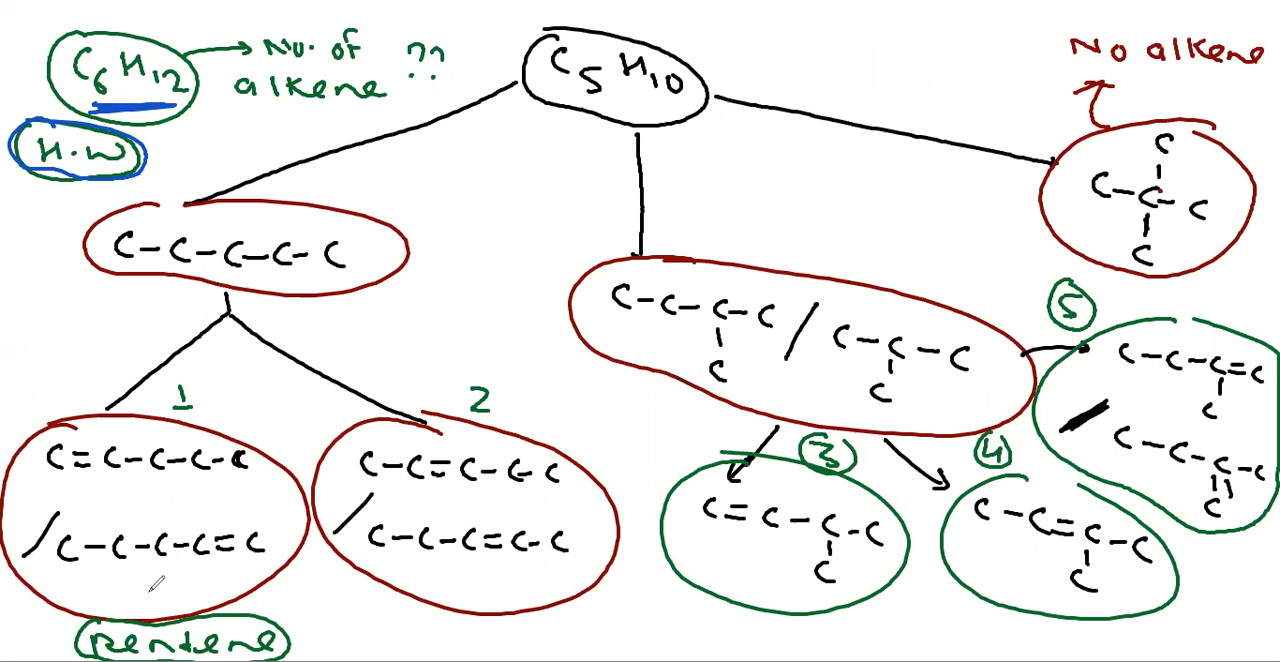 C6H12 → No. of alkene ??
H.W
C5H10
No alkene
C
C-C-C
C
C-C-C-C-C
C-C-C-C / C-C-C
C
C
5
C-C-C=C
C
/
C-C-C-C
C
1
C=C-C-C-C
/ C-C-C-C=C
pentene
2
C-C=C-C-C
/
C-C-C=C-C
3
C=C-C-C
C
4
C-C=C-C
C